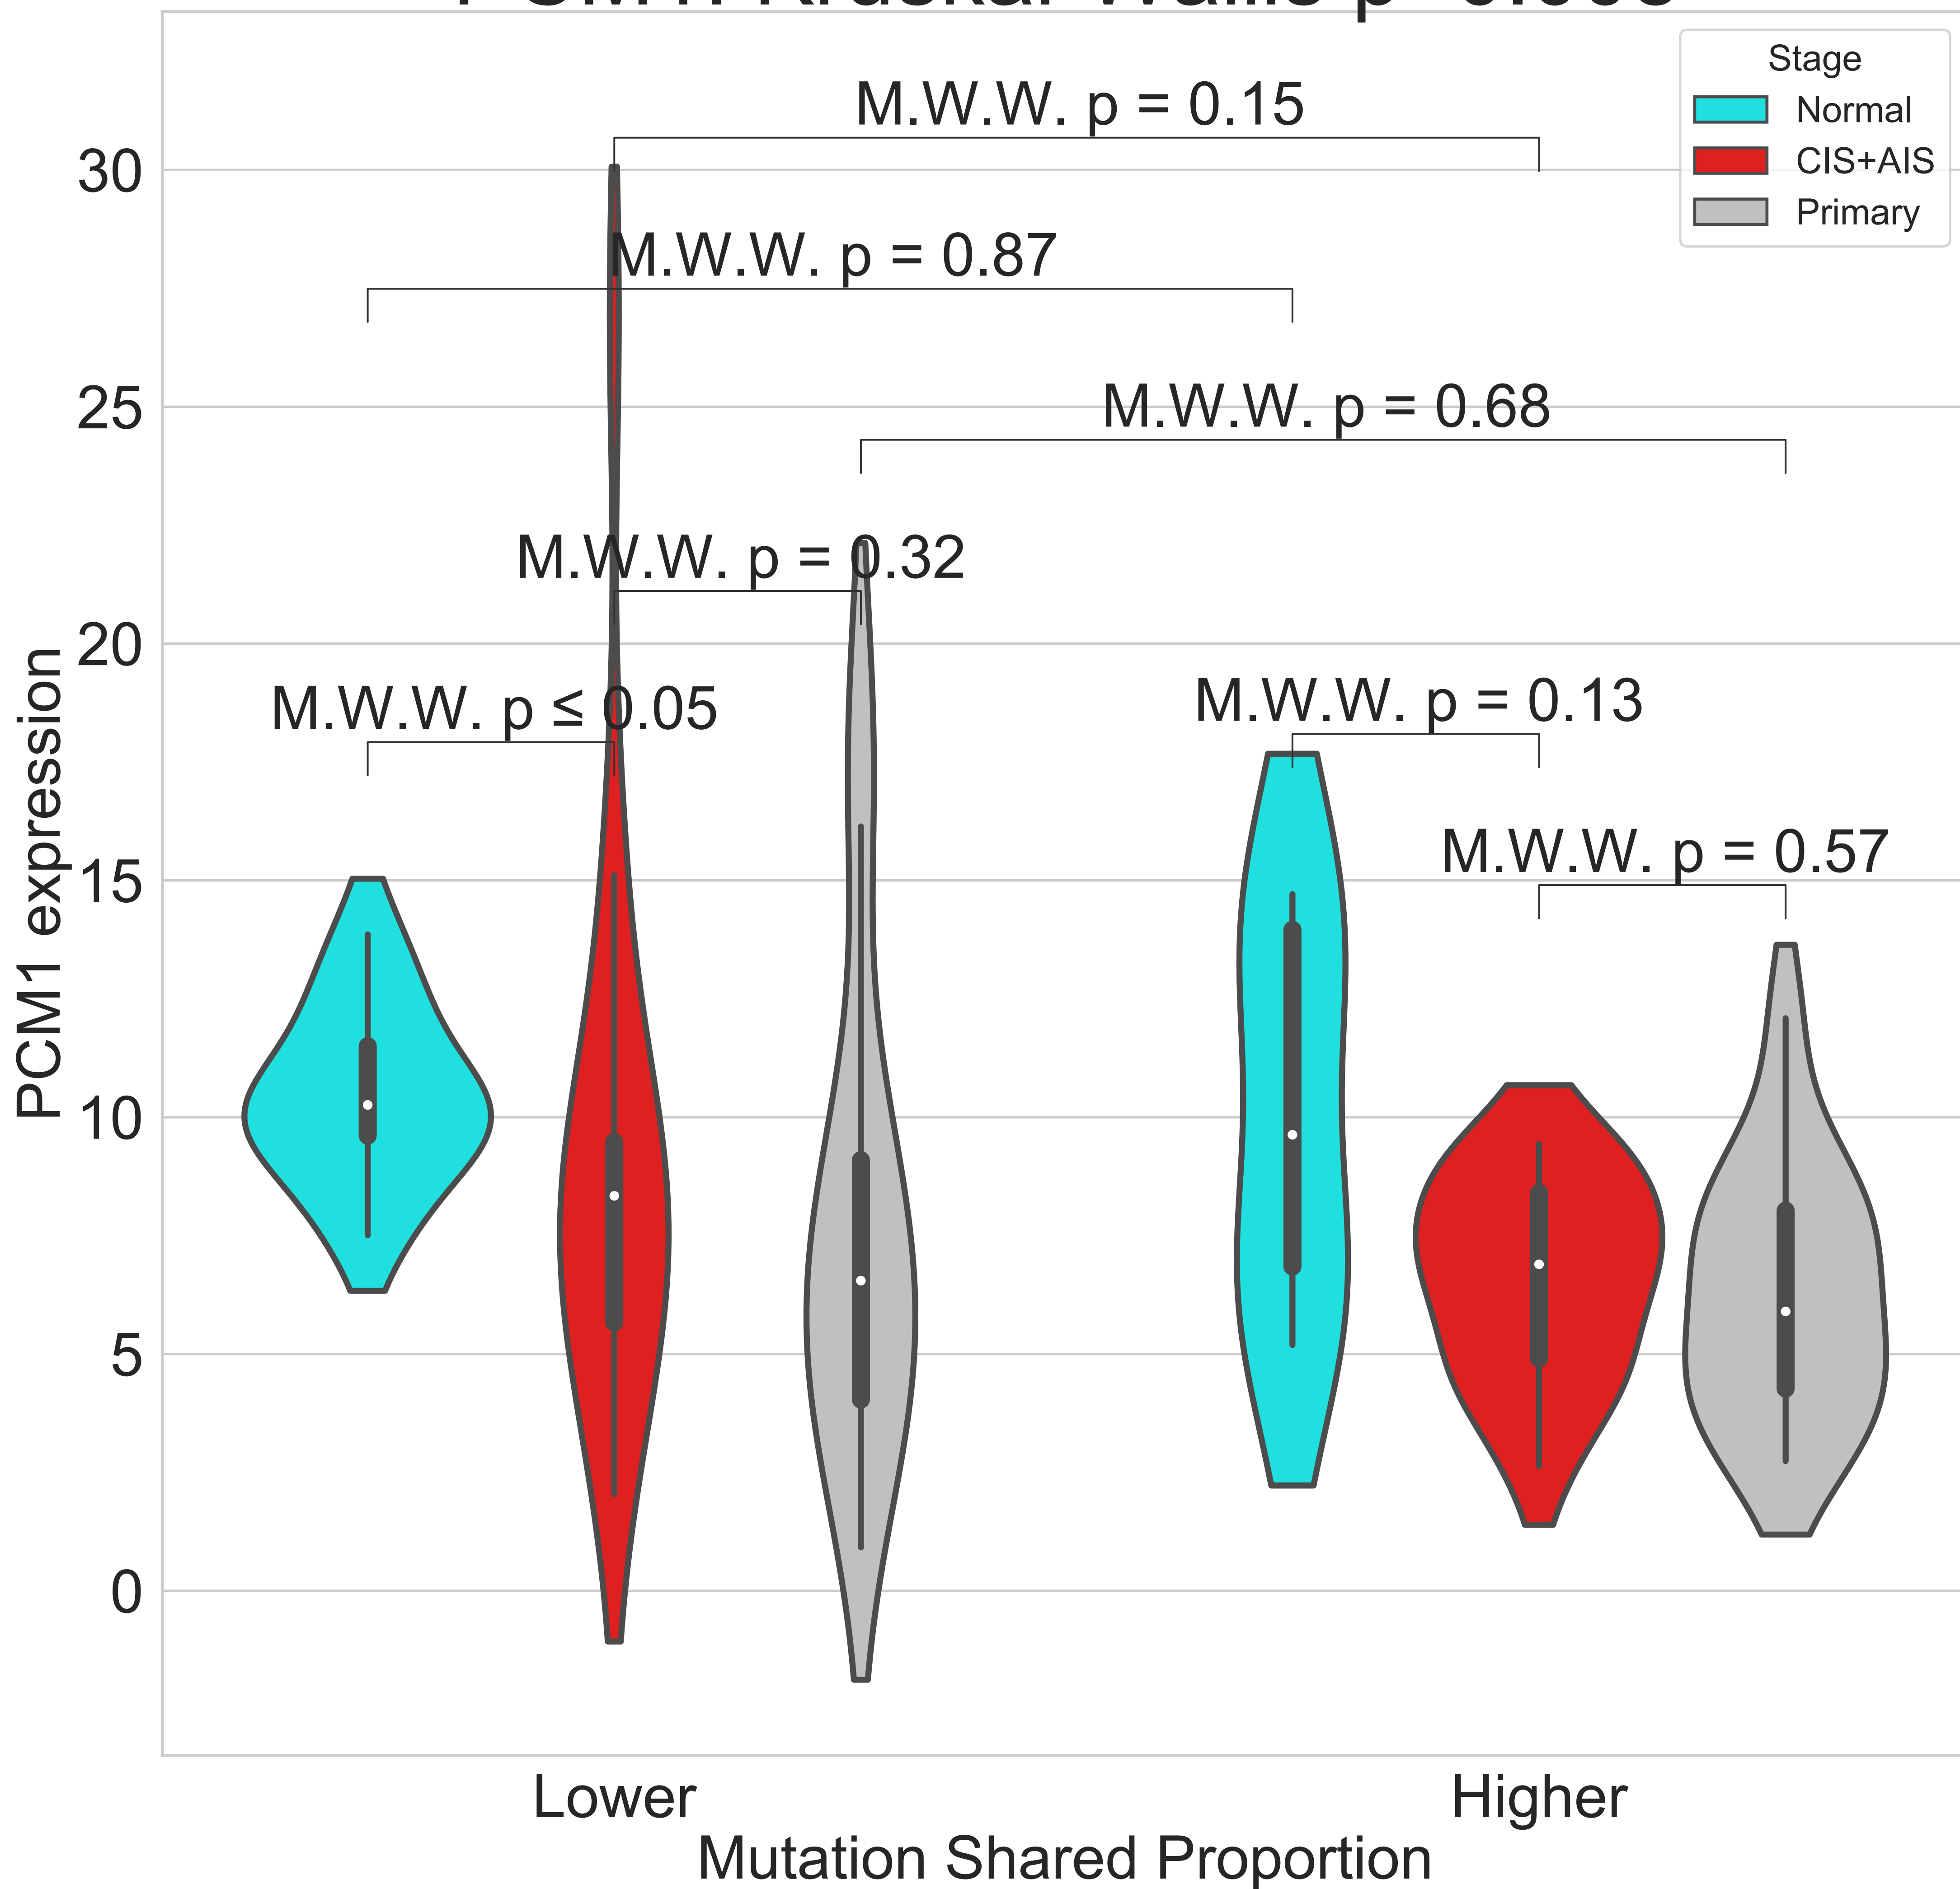 Stage
Normal
CIS+AIS
Primary
M.W.W. p = 0.15
M.W.W. p = 0.87
M.W.W. p = 0.68
M.W.W. p = 0.32
M.W.W. p ≤ 0.05
M.W.W. p = 0.13
M.W.W. p = 0.57
PCM1 expression
30
25
20
15
10
5
0
Lower
Higher
Mutation Shared Proportion